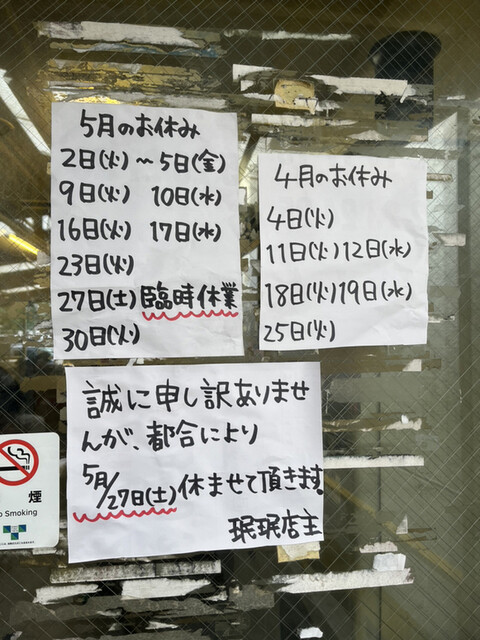 5月のお休み
2日(火)～5日(金)
9日(火) 10日(水)
16日(火) 17日(水)
23日(火)
27日(土)臨時休業
30日(火)
4月のお休み
4日(火)
11日(火)12日(水)
18日(火)19日(水)
25日(火)
誠に申し訳ありませ
んが、都合により
5月/27日(土)休ませて頂きます。
珉珉店主
煙
Smoking